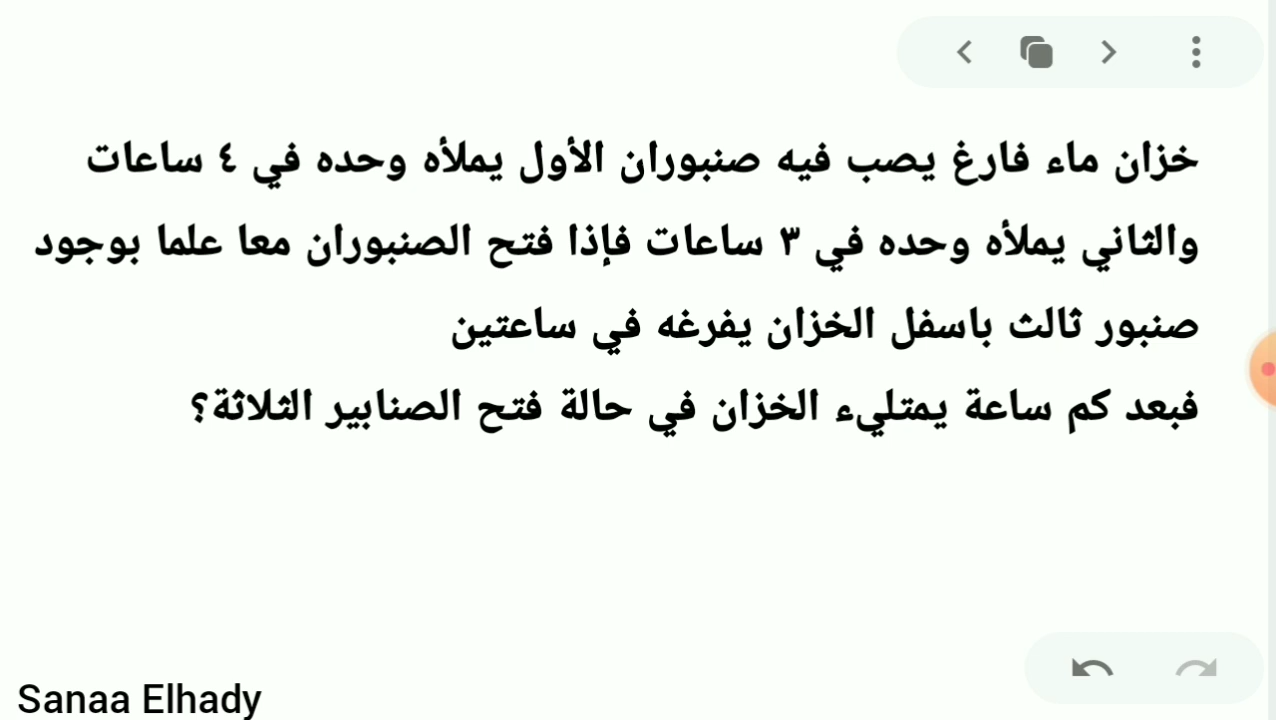 خزان ماء فارغ يصب فيه صنبوران الأول يملأه وحده في ٤ ساعات
والثاني يملأه وحده في ٣ ساعات فإذا فتح الصنبوران معا علما بوجود
صنبور ثالث باسفل الخزان يفرغه في ساعتين
فبعد كم ساعة يمتليء الخزان في حالة فتح الصنابير الثلاثة؟
Sanaa Elhady